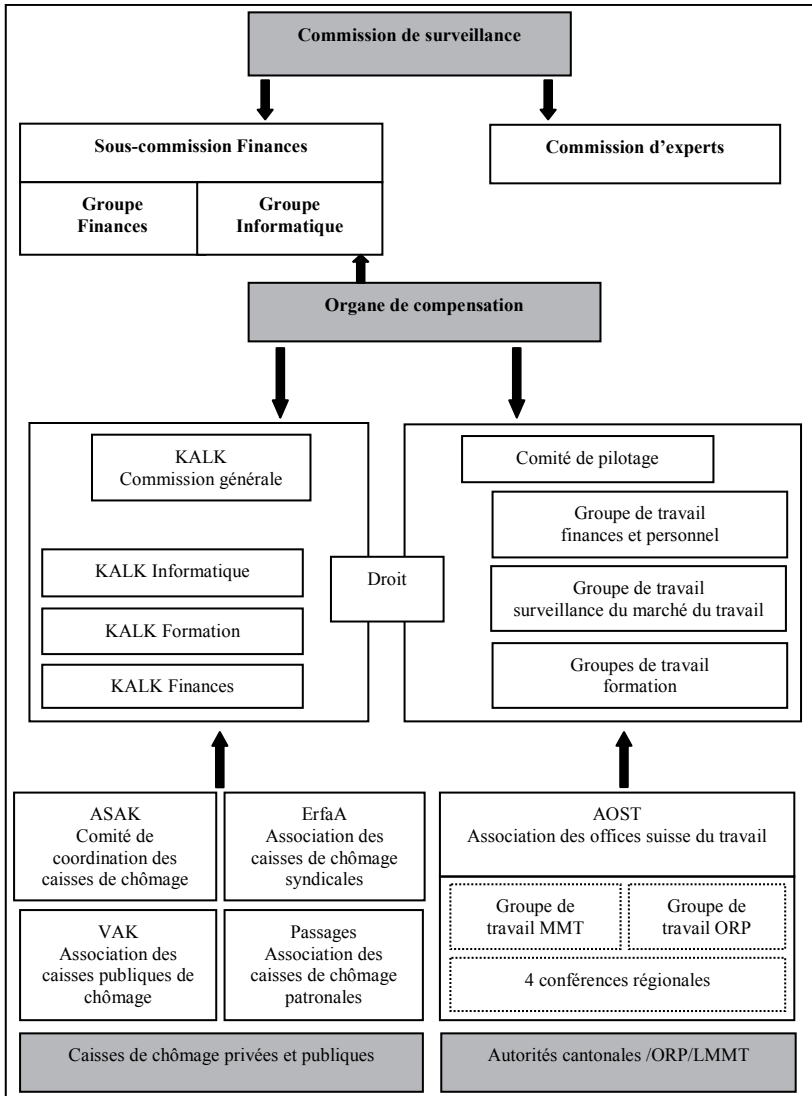 Commission de surveillance
Sous-commission Finances
Groupe
Finances
Groupe
Informatique
Commission d’experts
Organe de compensation
KALK
Commission générale
KALK Informatique
KALK Formation
KALK Finances
Droit
Comité de pilotage
Groupe de travail
finances et personnel
Groupe de travail
surveillance du marché du travail
Groupes de travail
formation
ASAK
Comité de
coordination des
caisses de chômage
ErfaA
Association des
caisses de chômage
syndicales
VAK
Association des
caisses publiques de
chômage
Passages
Association des
caisses de chômage
patronales
AOST
Association des offices suisse du travail
Groupe de
travail MMT
Groupe de
travail ORP
4 conférences régionales
Caisses de chômage privées et publiques
Autorités cantonales /ORP/LMMT